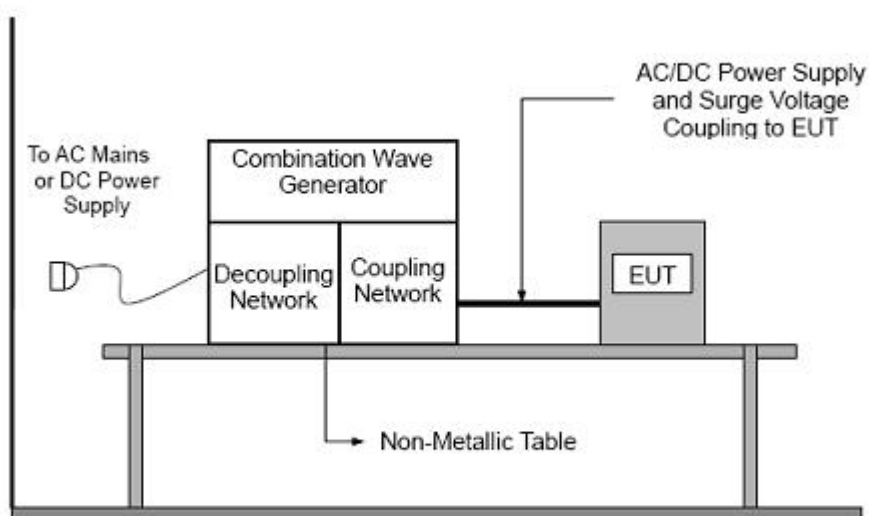 AC/DC Power Supply
and Surge Voltage
Coupling to EUT
To AC Mains
or DC Power
Supply
Combination Wave
Generator
Decoupling
Network
Coupling
Network
EUT
Non-Metallic Table